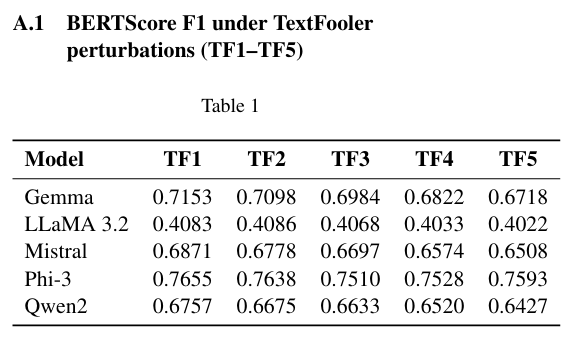 A.1 BERTScore F1 under TextFooler
perturbations (TF1–TF5)
Table 1
Model TF1 TF2 TF3 TF4 TF5
Gemma 0.7153 0.7098 0.6984 0.6822 0.6718
LLaMA 3.2 0.4083 0.4086 0.4068 0.4033 0.4022
Mistral 0.6871 0.6778 0.6697 0.6574 0.6508
Phi-3 0.7655 0.7638 0.7510 0.7528 0.7593
Qwen2 0.6757 0.6675 0.6633 0.6520 0.6427